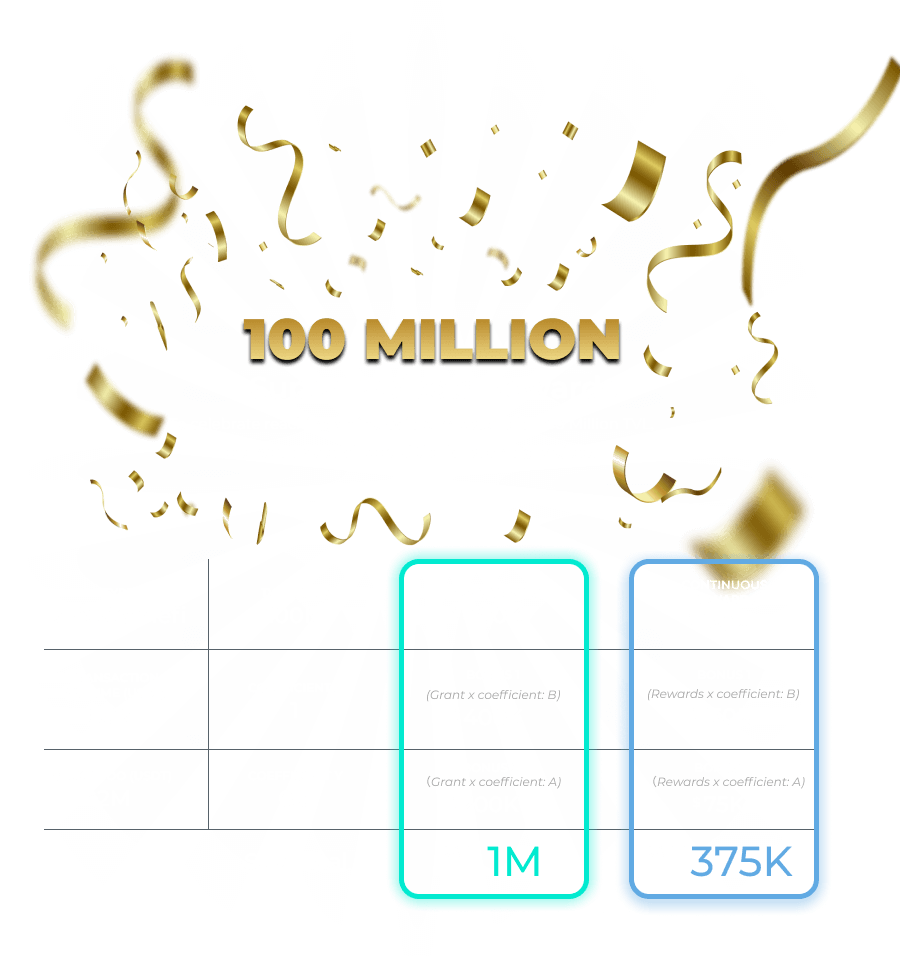 100 MILLION
(Grant x coefficient: B)
(Rewards x coefficient: B)
(Grant x coefficient: A)
(Rewards x coefficient: A)
1M
375K